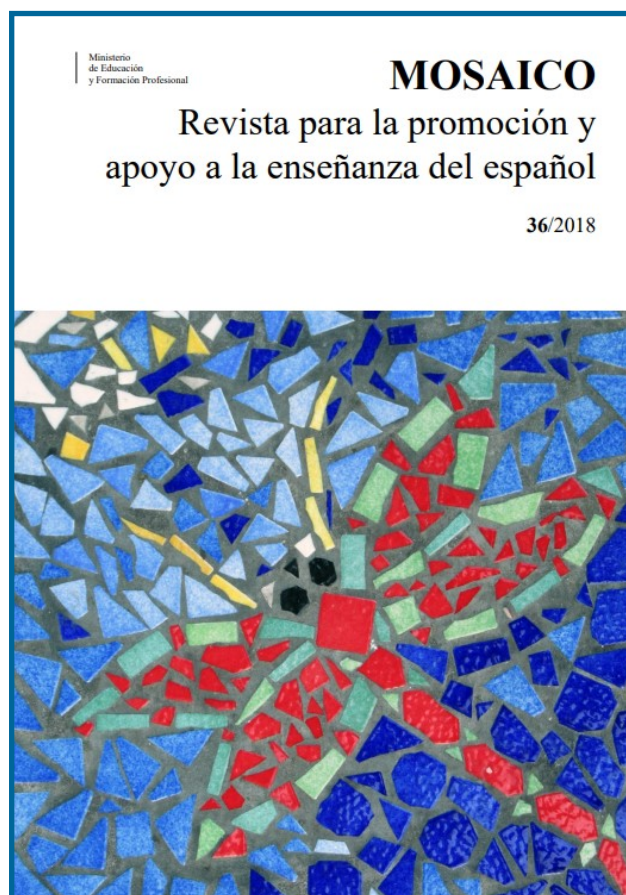 Ministerio
de Educación
y Formación Profesional
MOSAICO
Revista para la promoción y
apoyo a la enseñanza del español
36/2018